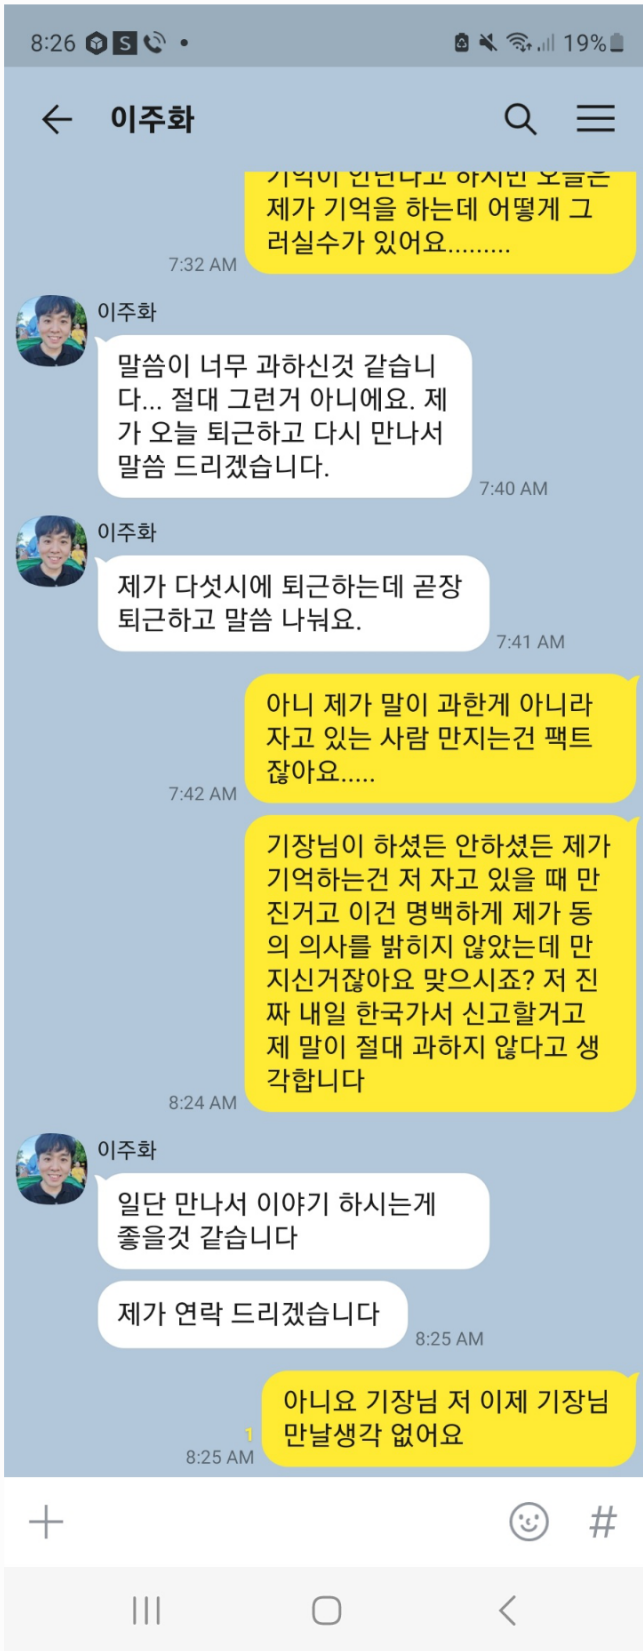 8:26 S 19%
이주화
기억이 안난다고 하지만 오늘은
제가 기억을 하는데 어떻게 그
러실수가 있어요.........
7:32 AM
이주화
말씀이 너무 과하신것 같습니
다... 절대 그런거 아니에요. 제
가 오늘 퇴근하고 다시 만나서
말씀 드리겠습니다.
7:40 AM
이주화
제가 다섯시에 퇴근하는데 곧장
퇴근하고 말씀 나눠요.
7:41 AM
아니 제가 말이 과한게 아니라
자고 있는 사람 만지는건 팩트
잖아요.....
7:42 AM
기장님이 하셨든 안하셨든 제가
기억하는건 저 자고 있을 때 만
진거고 이건 명백하게 제가 동
의 의사를 밝히지 않았는데 만
지신거잖아요 맞으시죠? 저 진
짜 내일 한국가서 신고할거고
제 말이 절대 과하지 않다고 생
각합니다
8:24 AM
이주화
일단 만나서 이야기 하시는게
좋을것 같습니다
제가 연락 드리겠습니다
8:25 AM
아니요 기장님 저 이제 기장님
만날생각 없어요
1
8:25 AM
#